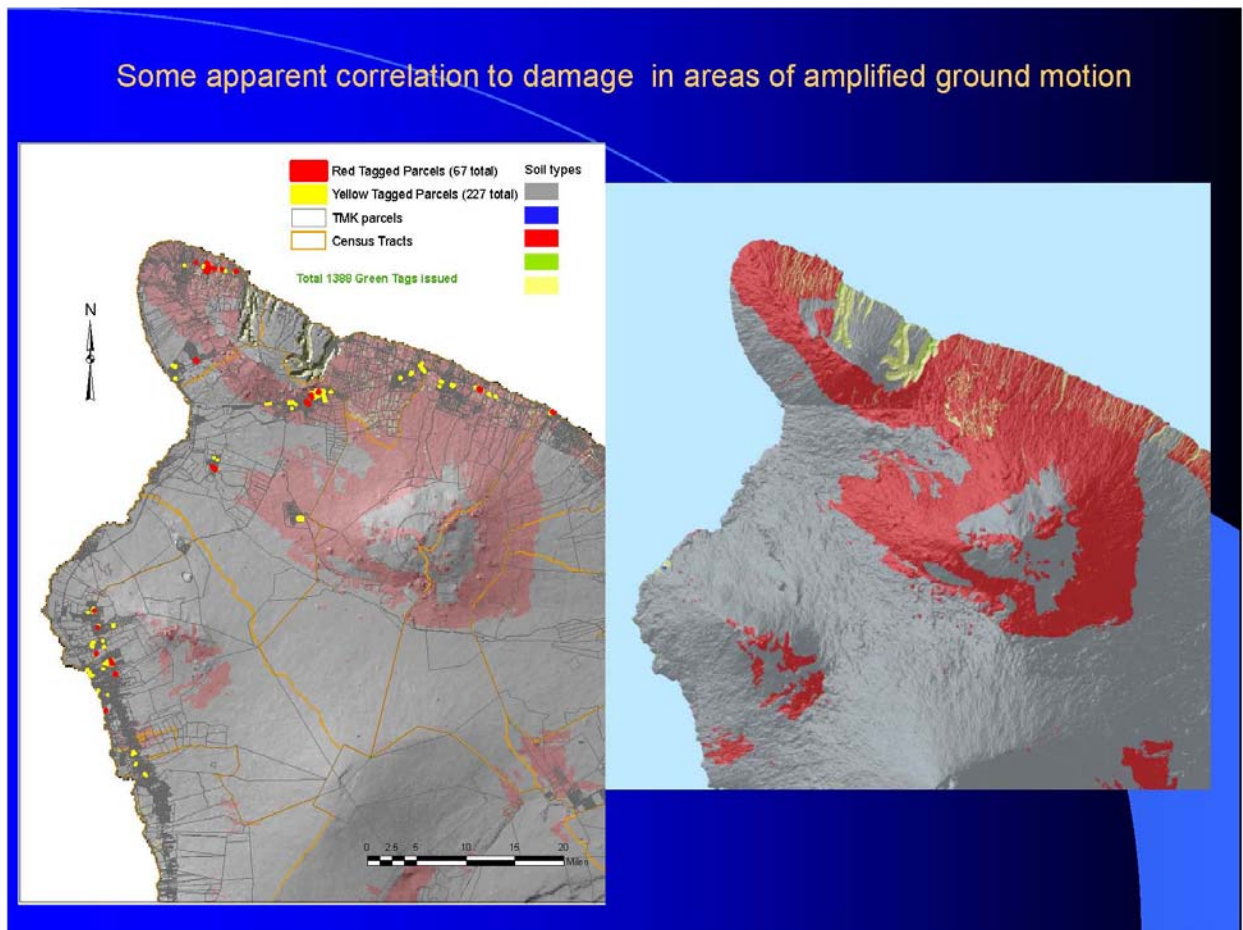 Some apparent correlation to damage in areas of amplified ground motion
Red Tagged Parcels (67 total)
Yellow Tagged Parcels (227 total)
TMK parcels
Census Tracts
Total 1388 Green Tags issued
Soil types
N
0 2.5 5 10 15 20
Miles